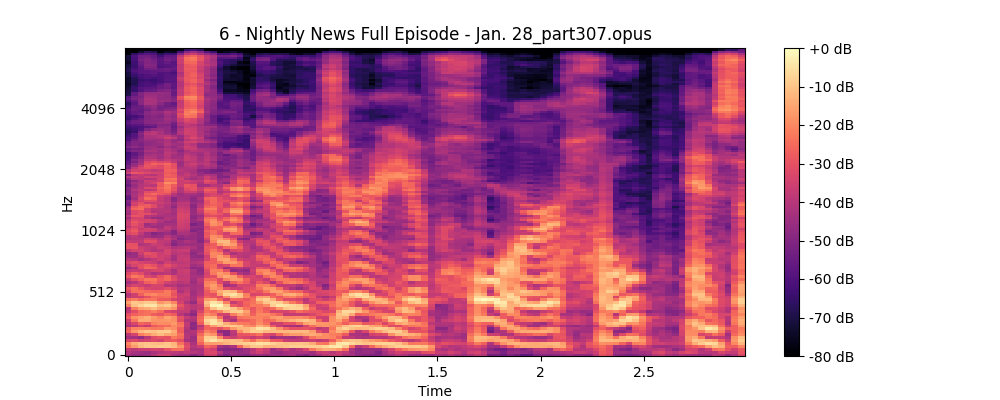 6 - Nightly News Full Episode - Jan. 28_part307.opus
Hz
4096
2048
1024
512
0
0 0.5 1 1.5 2 2.5
Time
+0 dB
-10 dB
-20 dB
-30 dB
-40 dB
-50 dB
-60 dB
-70 dB
-80 dB